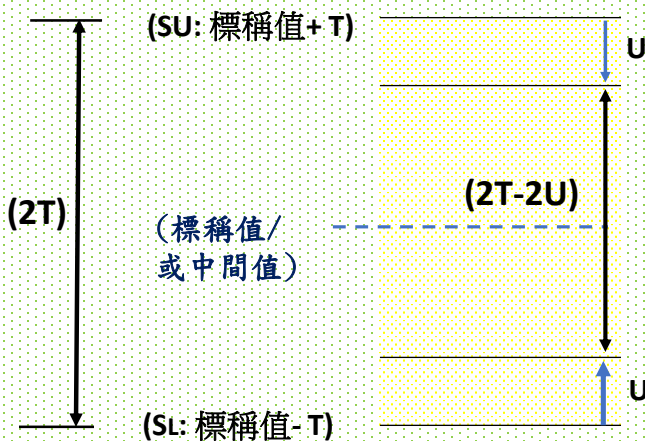 (SU: 標稱值+ T)
U
(2T)
(2T-2U)
(標稱值/
或中間值)
U
(SL: 標稱值- T)